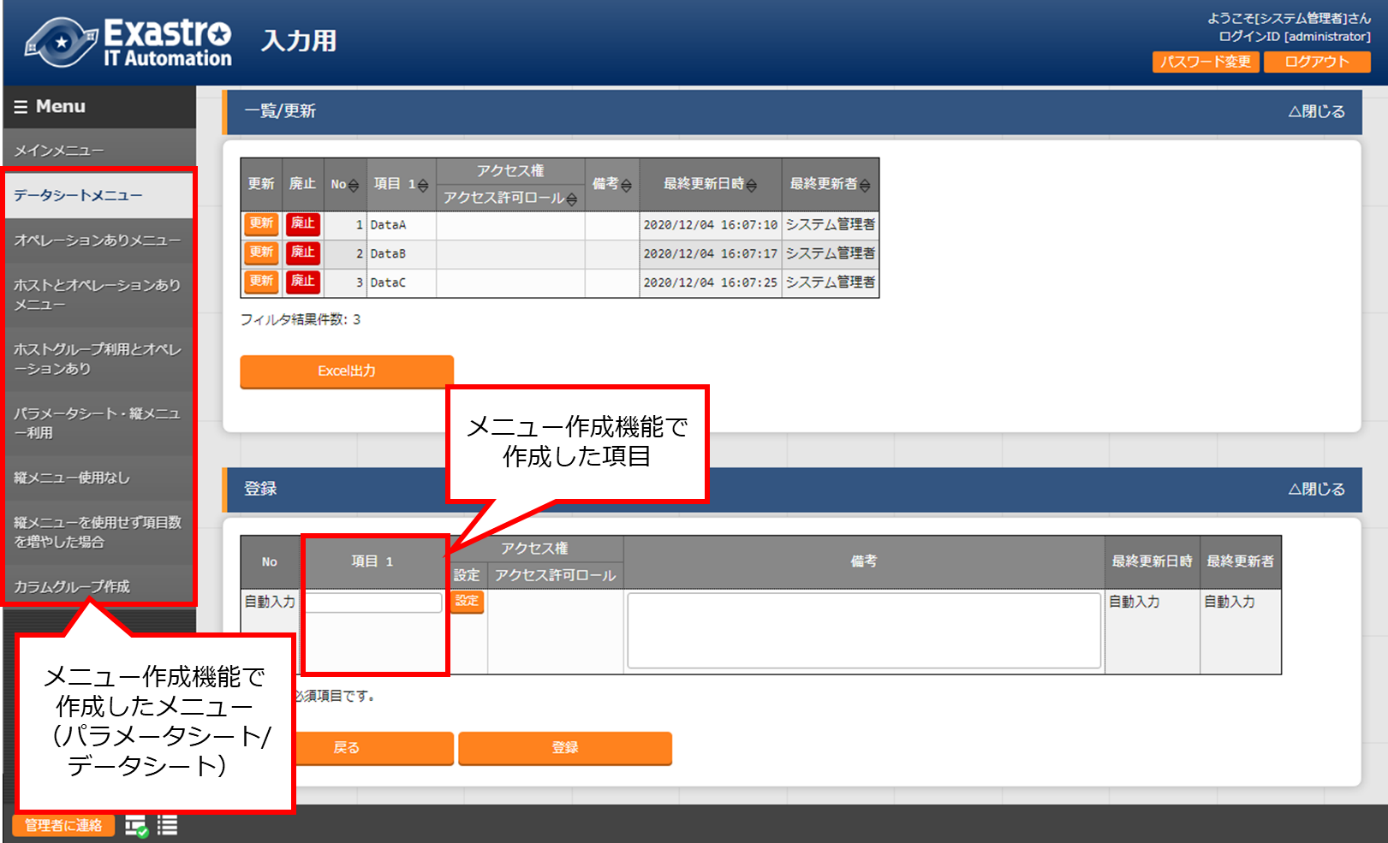 Exastro
IT Automation
入力用
ようこそ[システム管理者]さん
ログインID [administrator]
パスワード変更 ログアウト
Menu
メインメニュー
データシートメニュー
オペレーションありメニュー
ホストとオペレーションあり
メニュー
ホストグループ利用とオペレ
ーションあり
パラメータシート・縦メニュ
ー利用
縦メニュー使用なし
縦メニューを使用せず項目数
を増やした場合
カラムグループ作成
メニュー作成機能で
作成したメニュー
（パラメータシート/
データシート）
管理者に連絡
一覧/更新 △閉じる
更新 廃止 No 項目 1 アクセス権 備考 最終更新日時 最終更新者
アクセス許可ロール
更新 廃止 1 DataA 2020/12/04 16:07:10 システム管理者
更新 廃止 2 DataB 2020/12/04 16:07:17 システム管理者
更新 廃止 3 DataC 2020/12/04 16:07:25 システム管理者
フィルタ結果件数: 3
Excel出力
メニュー作成機能で
作成した項目
登録 △閉じる
No 項目 1 アクセス権 備考 最終更新日時 最終更新者
設定 アクセス許可ロール
自動入力 設定 自動入力 自動入力
必須項目です。
戻る 登録